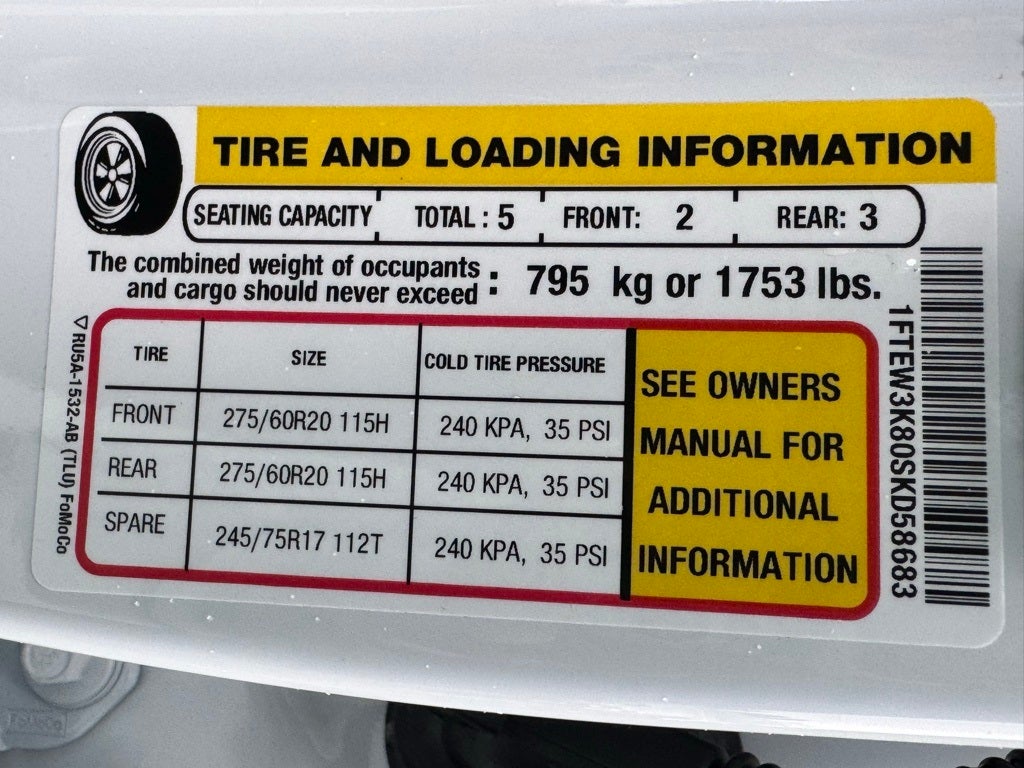 TIRE AND LOADING INFORMATION
SEATING CAPACITY TOTAL : 5 FRONT: 2 REAR: 3
The combined weight of occupants
and cargo should never exceed : 795 kg or 1753 lbs.
TIRE SIZE COLD TIRE PRESSURE
FRONT 275/60R20 115H 240 KPA, 35 PSI
REAR 275/60R20 115H 240 KPA, 35 PSI
SPARE 245/75R17 112T 240 KPA, 35 PSI
SEE OWNERS
MANUAL FOR
ADDITIONAL
INFORMATION
RU5A-1532-AB (TLU) FoMoCo
1FTEW3K80SKD58683